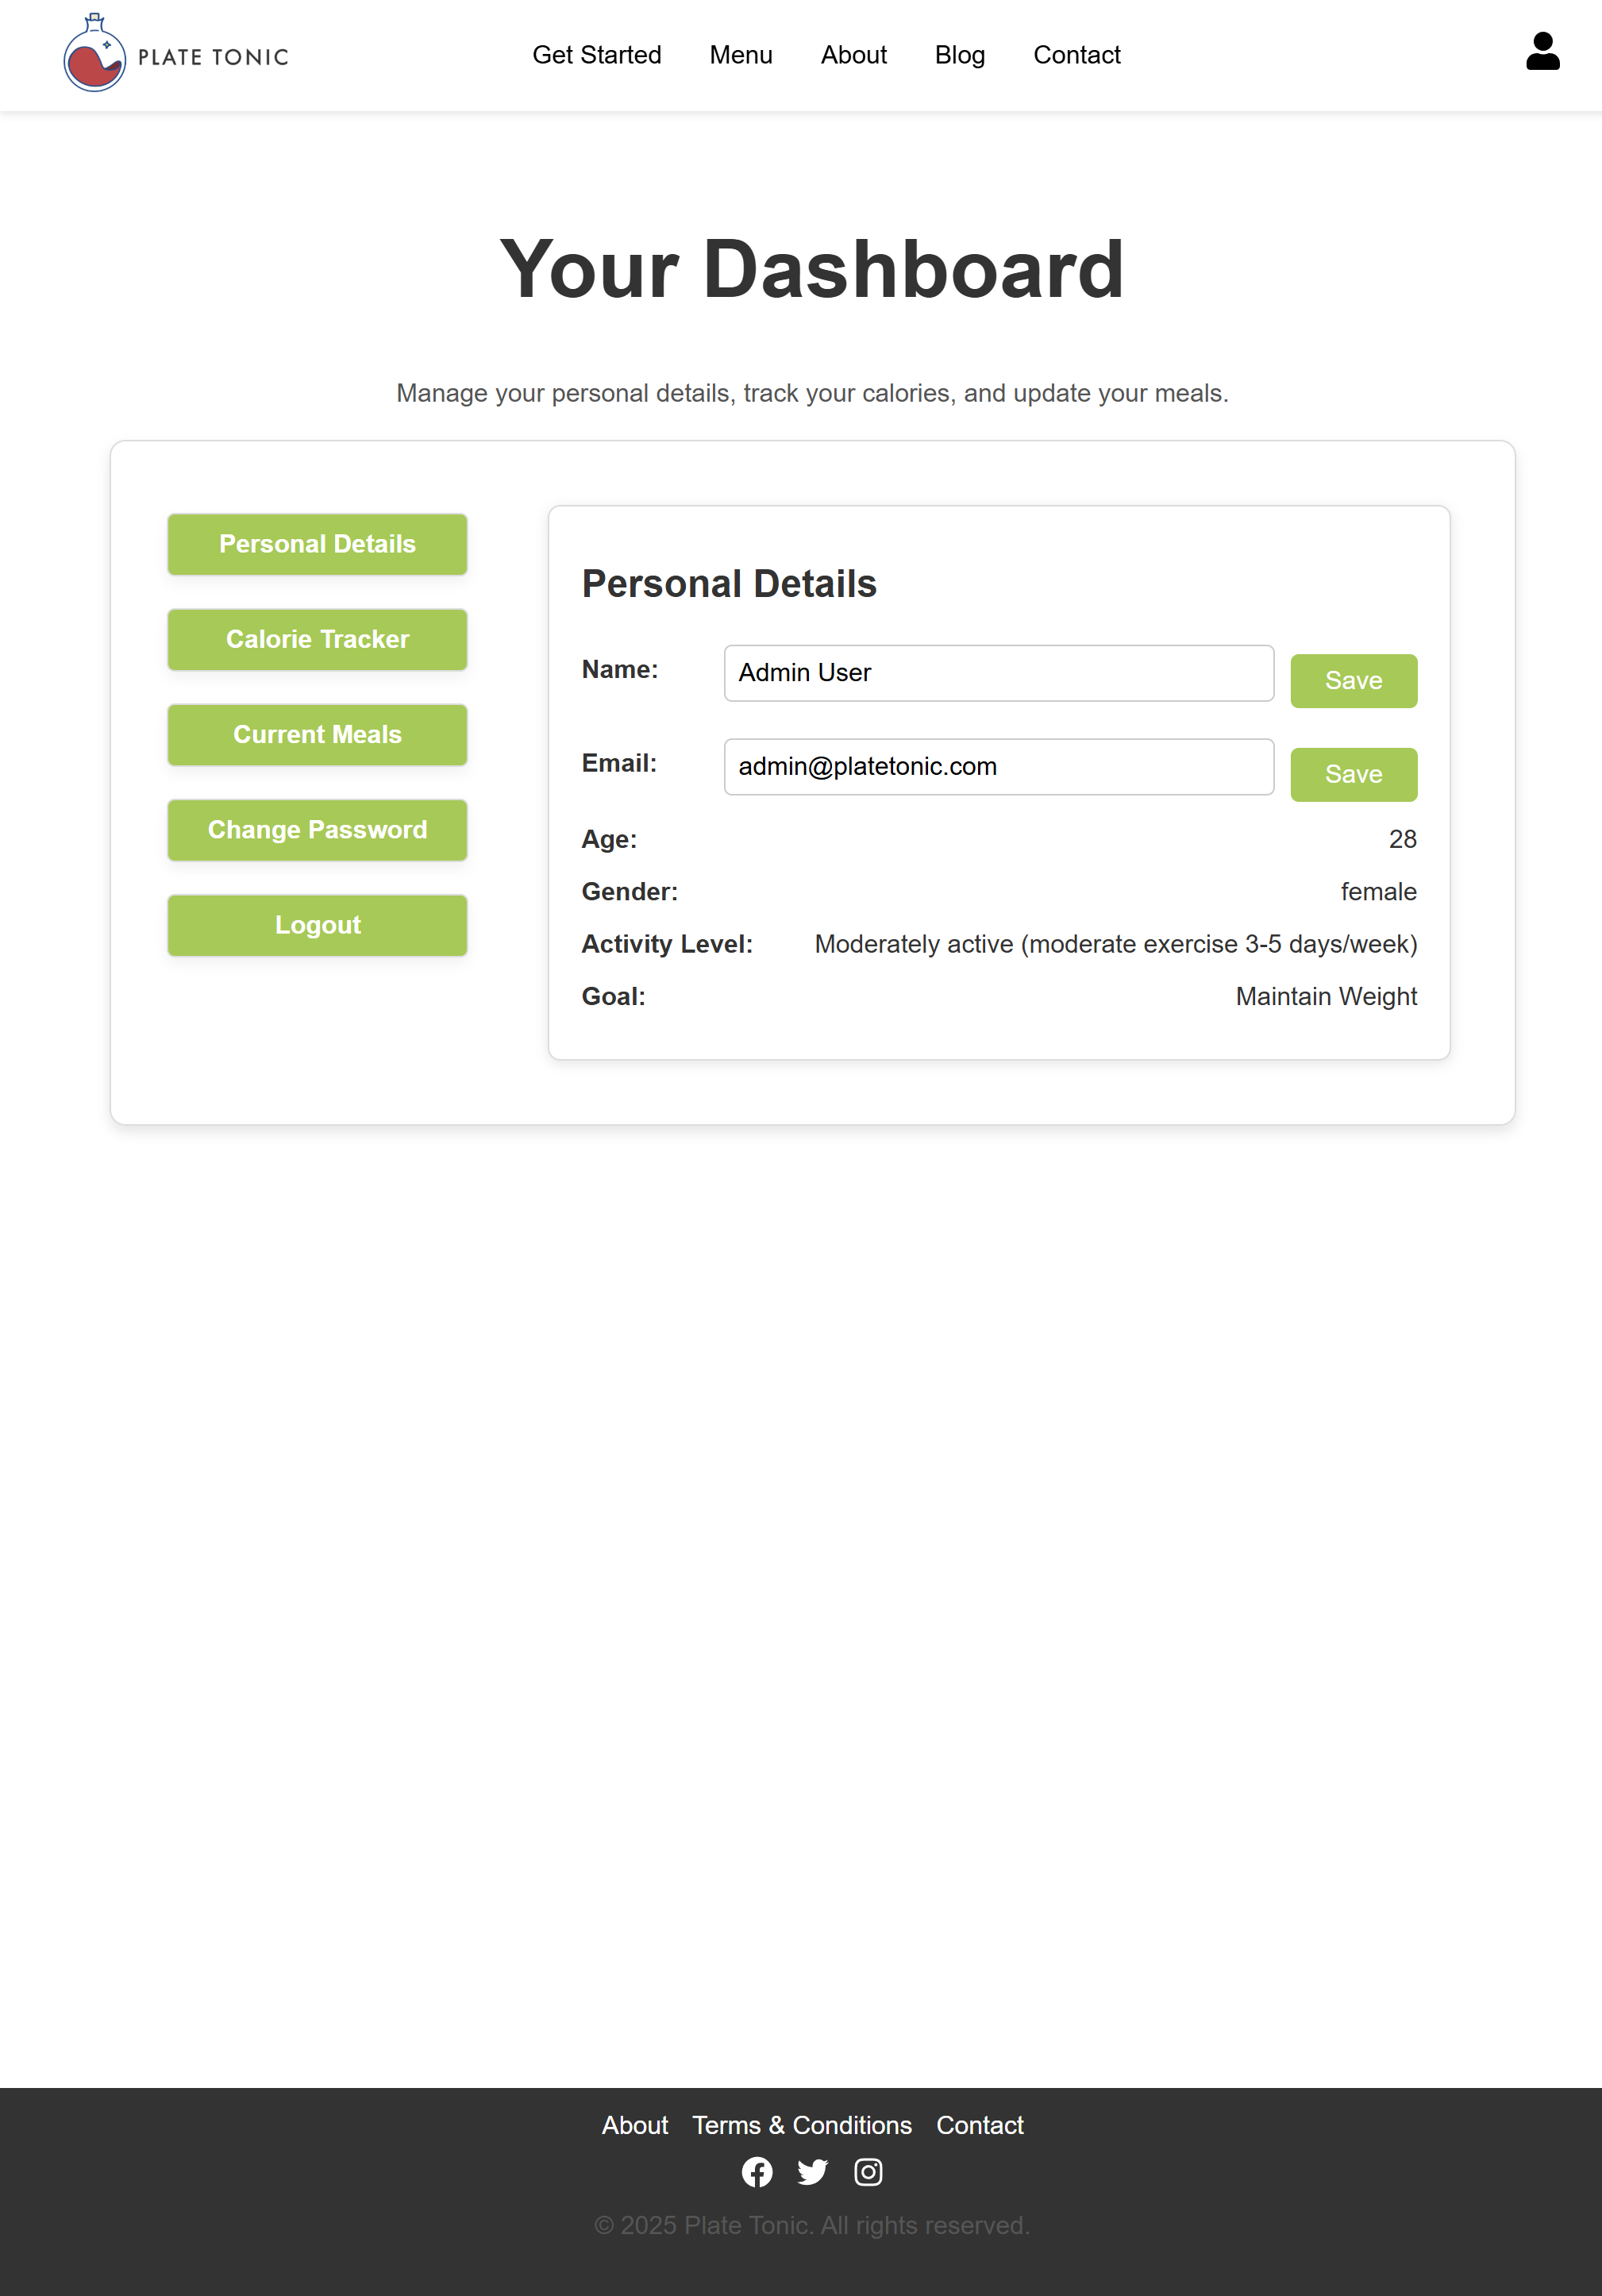 PLATE TONIC
Get Started Menu About Blog Contact
Your Dashboard
Manage your personal details, track your calories, and update your meals.
Personal Details
Calorie Tracker
Current Meals
Change Password
Logout
Personal Details
Name: Admin User Save
Email: admin@platetonic.com Save
Age: 28
Gender: female
Activity Level: Moderately active (moderate exercise 3-5 days/week)
Goal: Maintain Weight
About Terms & Conditions Contact
© 2025 Plate Tonic. All rights reserved.